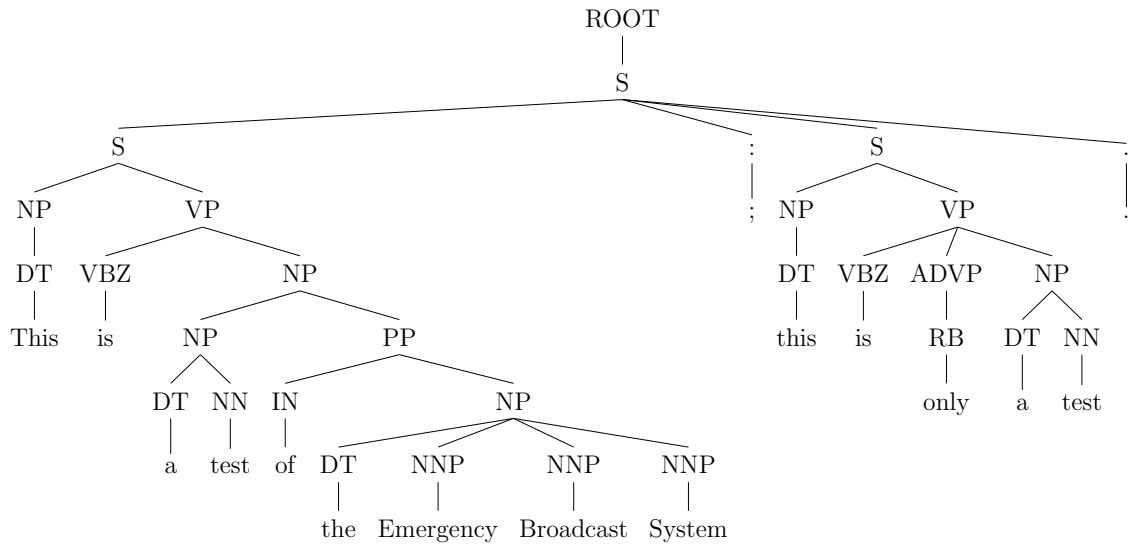 ROOT
S
S : S .
NP VP ; NP VP .
DT VBZ NP DT VBZ ADVP NP
This is NP PP this is RB DT NN
DT NN IN NP only a test
a test of DT NNP NNP NNP
the Emergency Broadcast System